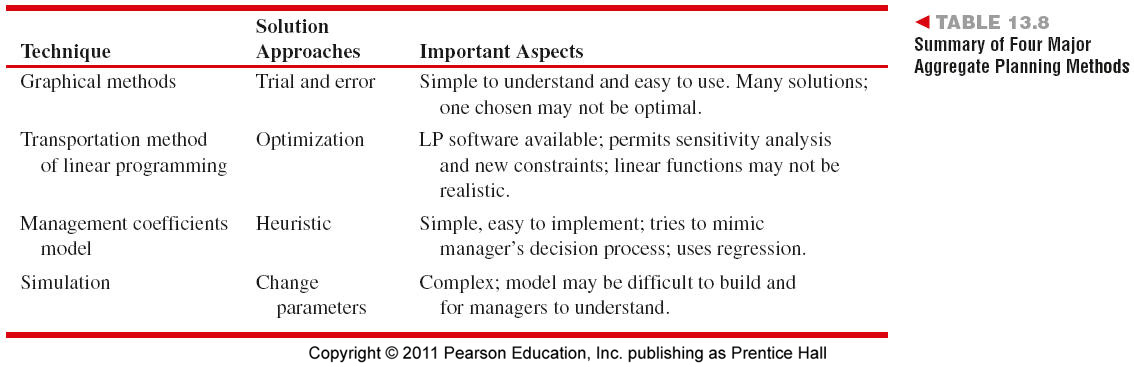 Technique
Solution
Approaches
Important Aspects
Graphical methods
Trial and error
Simple to understand and easy to use. Many solutions;
one chosen may not be optimal.
Transportation method
of linear programming
Optimization
LP software available; permits sensitivity analysis
and new constraints; linear functions may not be
realistic.
Management coefficients
model
Heuristic
Simple, easy to implement; tries to mimic
manager's decision process; uses regression.
Simulation
Change
parameters
Complex; model may be difficult to build and
for managers to understand.
◄ TABLE 13.8
Summary of Four Major
Aggregate Planning Methods
Copyright © 2011 Pearson Education, Inc. publishing as Prentice Hall